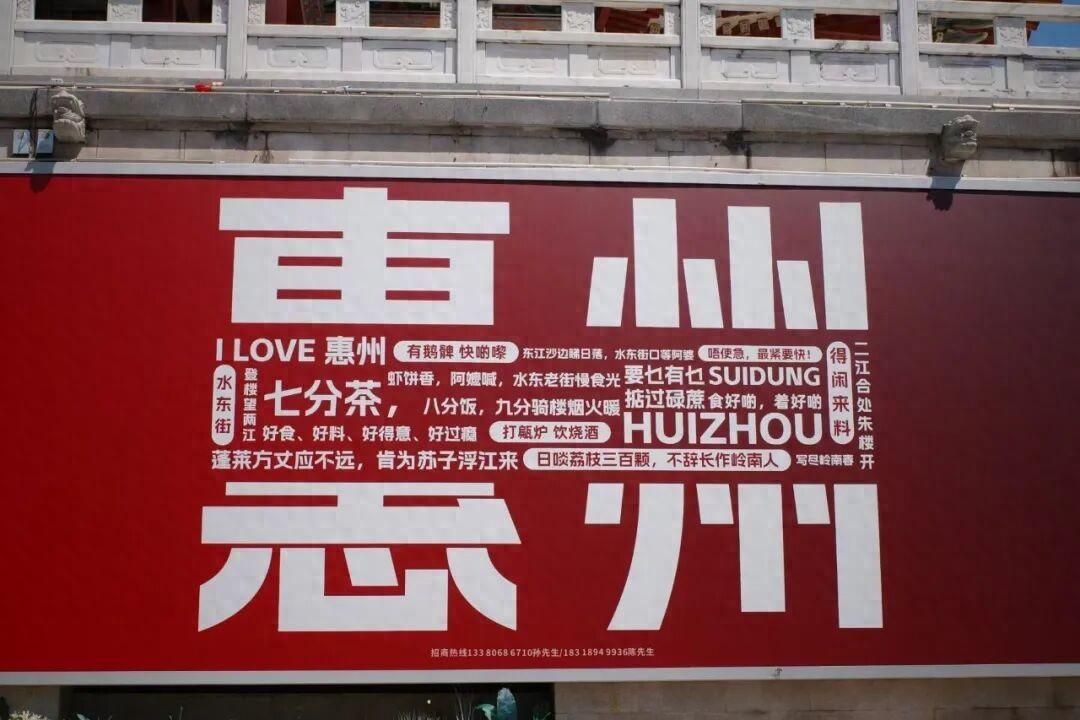 惠州
I LOVE 惠州
有鹅髀 快啲嚟
东江沙边睇日落，水东街口等阿婆
唔使急，最紧要快！
得闲来料
二江合处朱楼开
水东街
登楼望两江
七分茶，
虾饼香，阿嬷喊，水东老街慢食光
要乜有乜 SUIDUNG
八分饭，九分骑楼烟火暖
掂过碌蔗 食好啲，着好啲
好食、好料、好得意、好过瘾
打甂炉 饮烧酒
HUIZHOU
蓬莱方丈应不远，肯为苏子浮江来
日啖荔枝三百颗，不辞长作岭南人
写尽岭南春
招商热线133 8068 6710孙先生/183 1894 9936陈先生